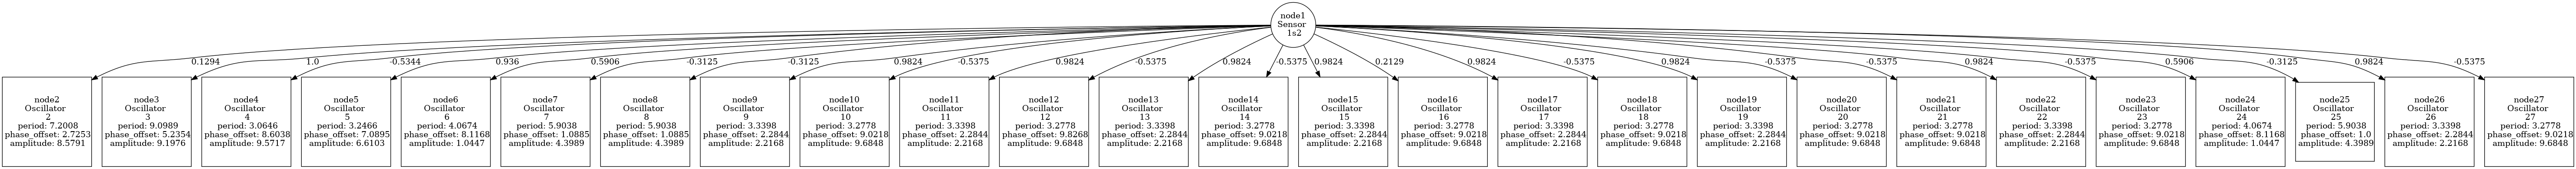 node1
Sensor
1s2
0.1294
1.0
-0.5344
0.936
0.5906
-0.3125
-0.3125
0.9824
-0.5375
0.9824
-0.5375
0.9824
-0.5375
0.9824
0.2129
0.9824
-0.5375
0.9824
-0.5375
-0.5375
0.9824
-0.5375
0.5906
-0.3125
0.9824
-0.5375
node2
Oscillator
2
period: 7.2008
phase_offset: 2.7253
amplitude: 8.5791
node3
Oscillator
3
period: 9.0989
phase_offset: 5.2354
amplitude: 9.1976
node4
Oscillator
4
period: 3.0646
phase_offset: 8.6038
amplitude: 9.5717
node5
Oscillator
5
period: 3.2466
phase_offset: 7.0895
amplitude: 6.6103
node6
Oscillator
6
period: 4.0674
phase_offset: 8.1168
amplitude: 1.0447
node7
Oscillator
7
period: 5.9038
phase_offset: 1.0885
amplitude: 4.3989
node8
Oscillator
8
period: 5.9038
phase_offset: 1.0885
amplitude: 4.3989
node9
Oscillator
9
period: 3.3398
phase_offset: 2.2844
amplitude: 2.2168
node10
Oscillator
10
period: 3.2778
phase_offset: 9.0218
amplitude: 9.6848
node11
Oscillator
11
period: 3.3398
phase_offset: 2.2844
amplitude: 2.2168
node12
Oscillator
12
period: 3.2778
phase_offset: 9.8268
amplitude: 9.6848
node13
Oscillator
13
period: 3.3398
phase_offset: 2.2844
amplitude: 2.2168
node14
Oscillator
14
period: 3.2778
phase_offset: 9.0218
amplitude: 9.6848
node15
Oscillator
15
period: 3.3398
phase_offset: 2.2844
amplitude: 2.2168
node16
Oscillator
16
period: 3.2778
phase_offset: 9.0218
amplitude: 9.6848
node17
Oscillator
17
period: 3.3398
phase_offset: 2.2844
amplitude: 2.2168
node18
Oscillator
18
period: 3.2778
phase_offset: 9.0218
amplitude: 9.6848
node19
Oscillator
19
period: 3.3398
phase_offset: 2.2844
amplitude: 2.2168
node20
Oscillator
20
period: 3.2778
phase_offset: 9.0218
amplitude: 9.6848
node21
Oscillator
21
period: 3.2778
phase_offset: 9.0218
amplitude: 9.6848
node22
Oscillator
22
period: 3.3398
phase_offset: 2.2844
amplitude: 2.2168
node23
Oscillator
23
period: 3.2778
phase_offset: 9.0218
amplitude: 9.6848
node24
Oscillator
24
period: 4.0674
phase_offset: 8.1168
amplitude: 1.0447
node25
Oscillator
25
period: 5.9038
phase_offset: 1.0
amplitude: 4.3989
node26
Oscillator
26
period: 3.3398
phase_offset: 2.2844
amplitude: 2.2168
node27
Oscillator
27
period: 3.2778
phase_offset: 9.0218
amplitude: 9.6848